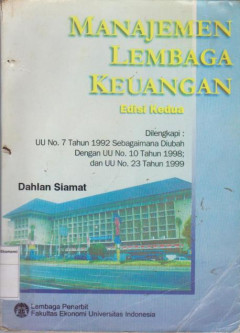 MANAJEMEN
LEMBAGA
KEUANGAN
Edisi Kedua
Dilengkapi :
UU No. 7 Tahun 1992 Sebagaimana Diubah
Dengan UU No. 10 Tahun 1998;
dan UU No. 23 Tahun 1999
Dahlan Siamat
Lembaga Penerbit
Fakultas Ekonomi Universitas Indonesia